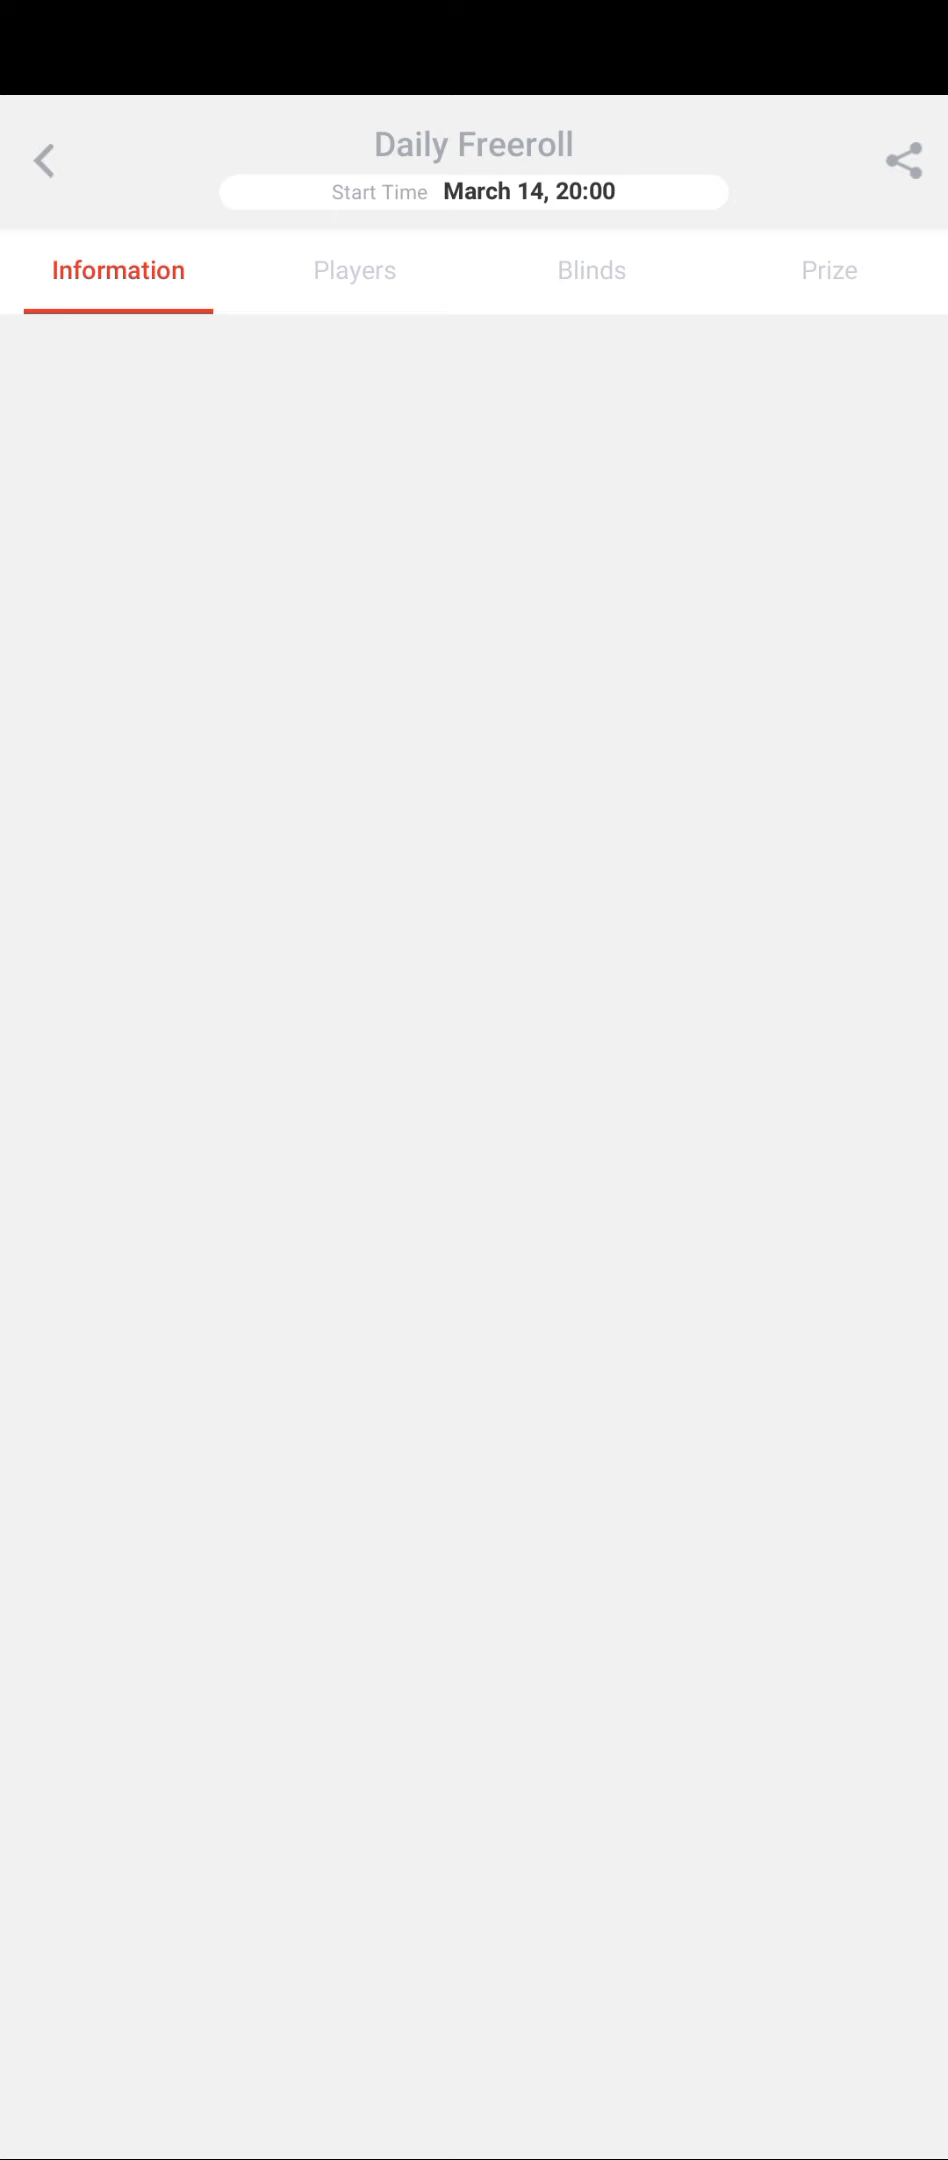 Daily Freeroll
Start Time March 14, 20:00
Information Players Blinds Prize